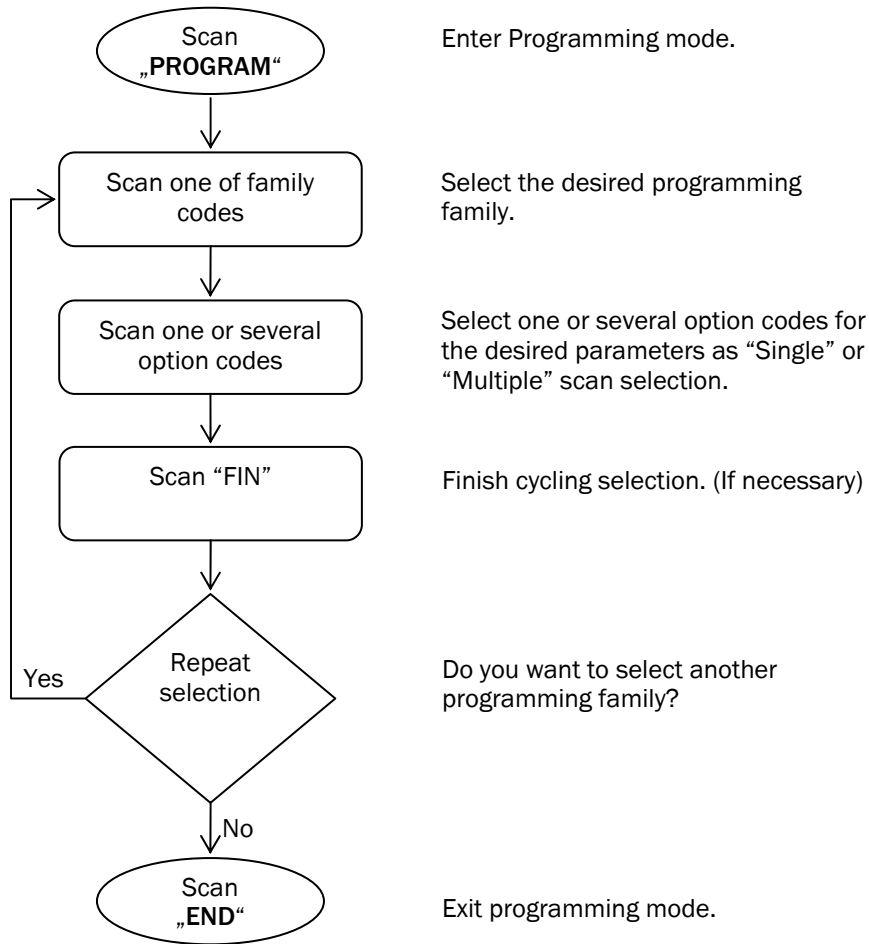 Scan
„PROGRAM“
Enter Programming mode.
Scan one of family
codes
Select the desired programming
family.
Scan one or several
option codes
Select one or several option codes for
the desired parameters as “Single” or
“Multiple” scan selection.
Scan “FIN”
Finish cycling selection. (If necessary)
Repeat
selection
Yes
Do you want to select another
programming family?
No
Scan
„END“
Exit programming mode.